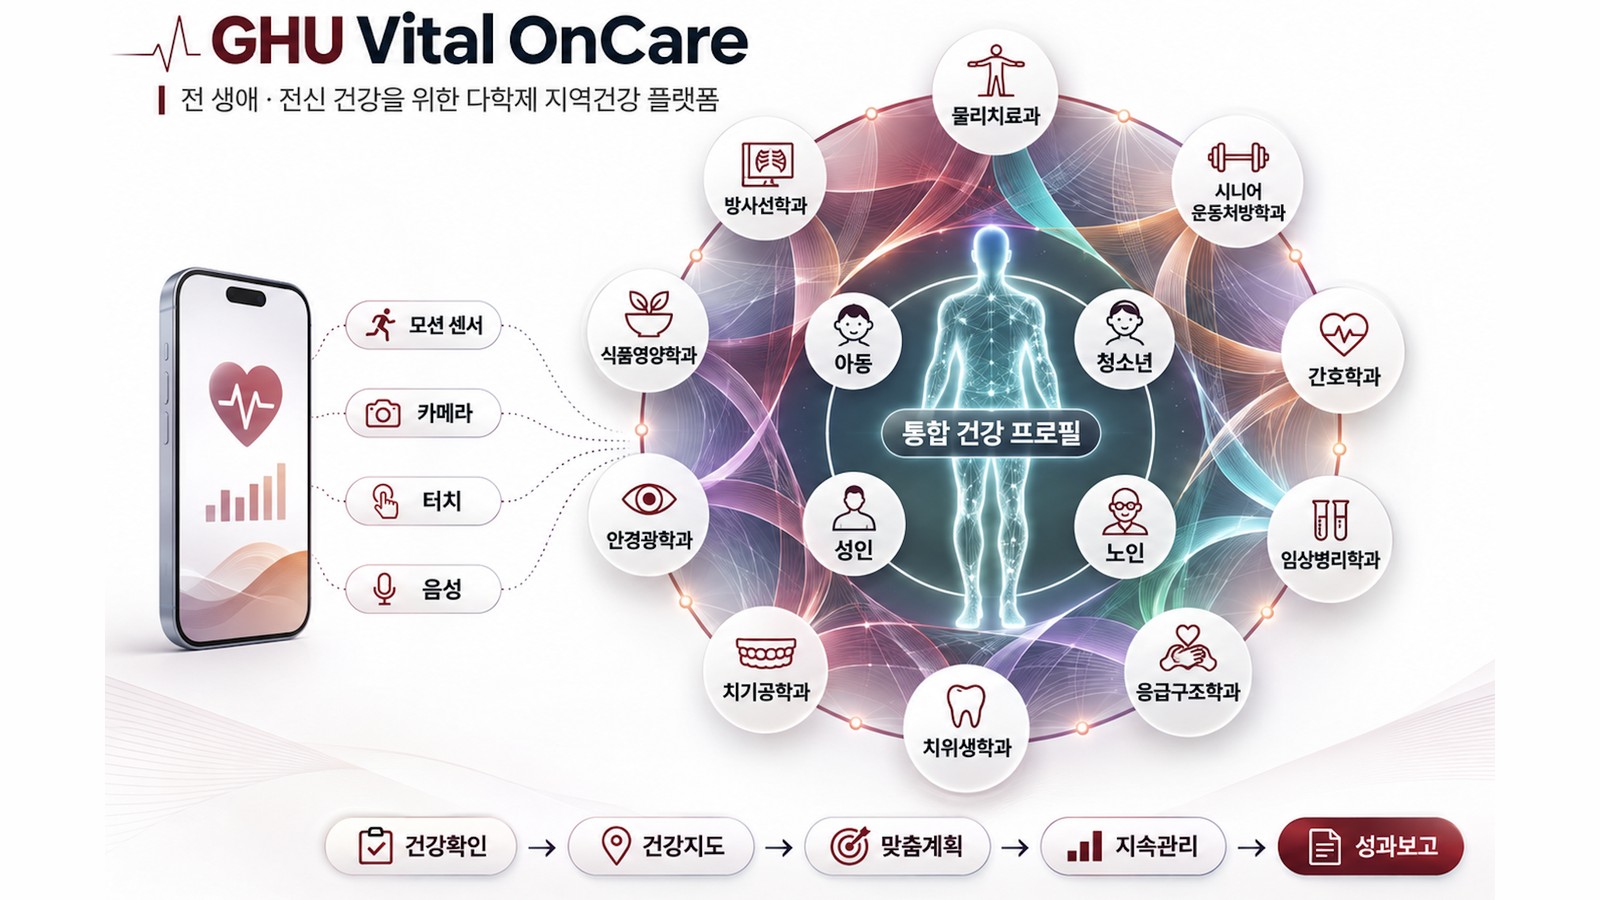 GHU Vital OnCare
전 생애 · 전신 건강을 위한 다학제 지역건강 플랫폼
물리치료과
방사선학과
시니어
운동처방학과
식품영양학과
간호학과
안경광학과
임상병리학과
치기공학과
응급구조학과
치위생학과
아동
청소년
통합 건강 프로필
성인
노인
모션 센서
카메라
터치
음성
건강확인
건강지도
맞춤계획
지속관리
성과보고